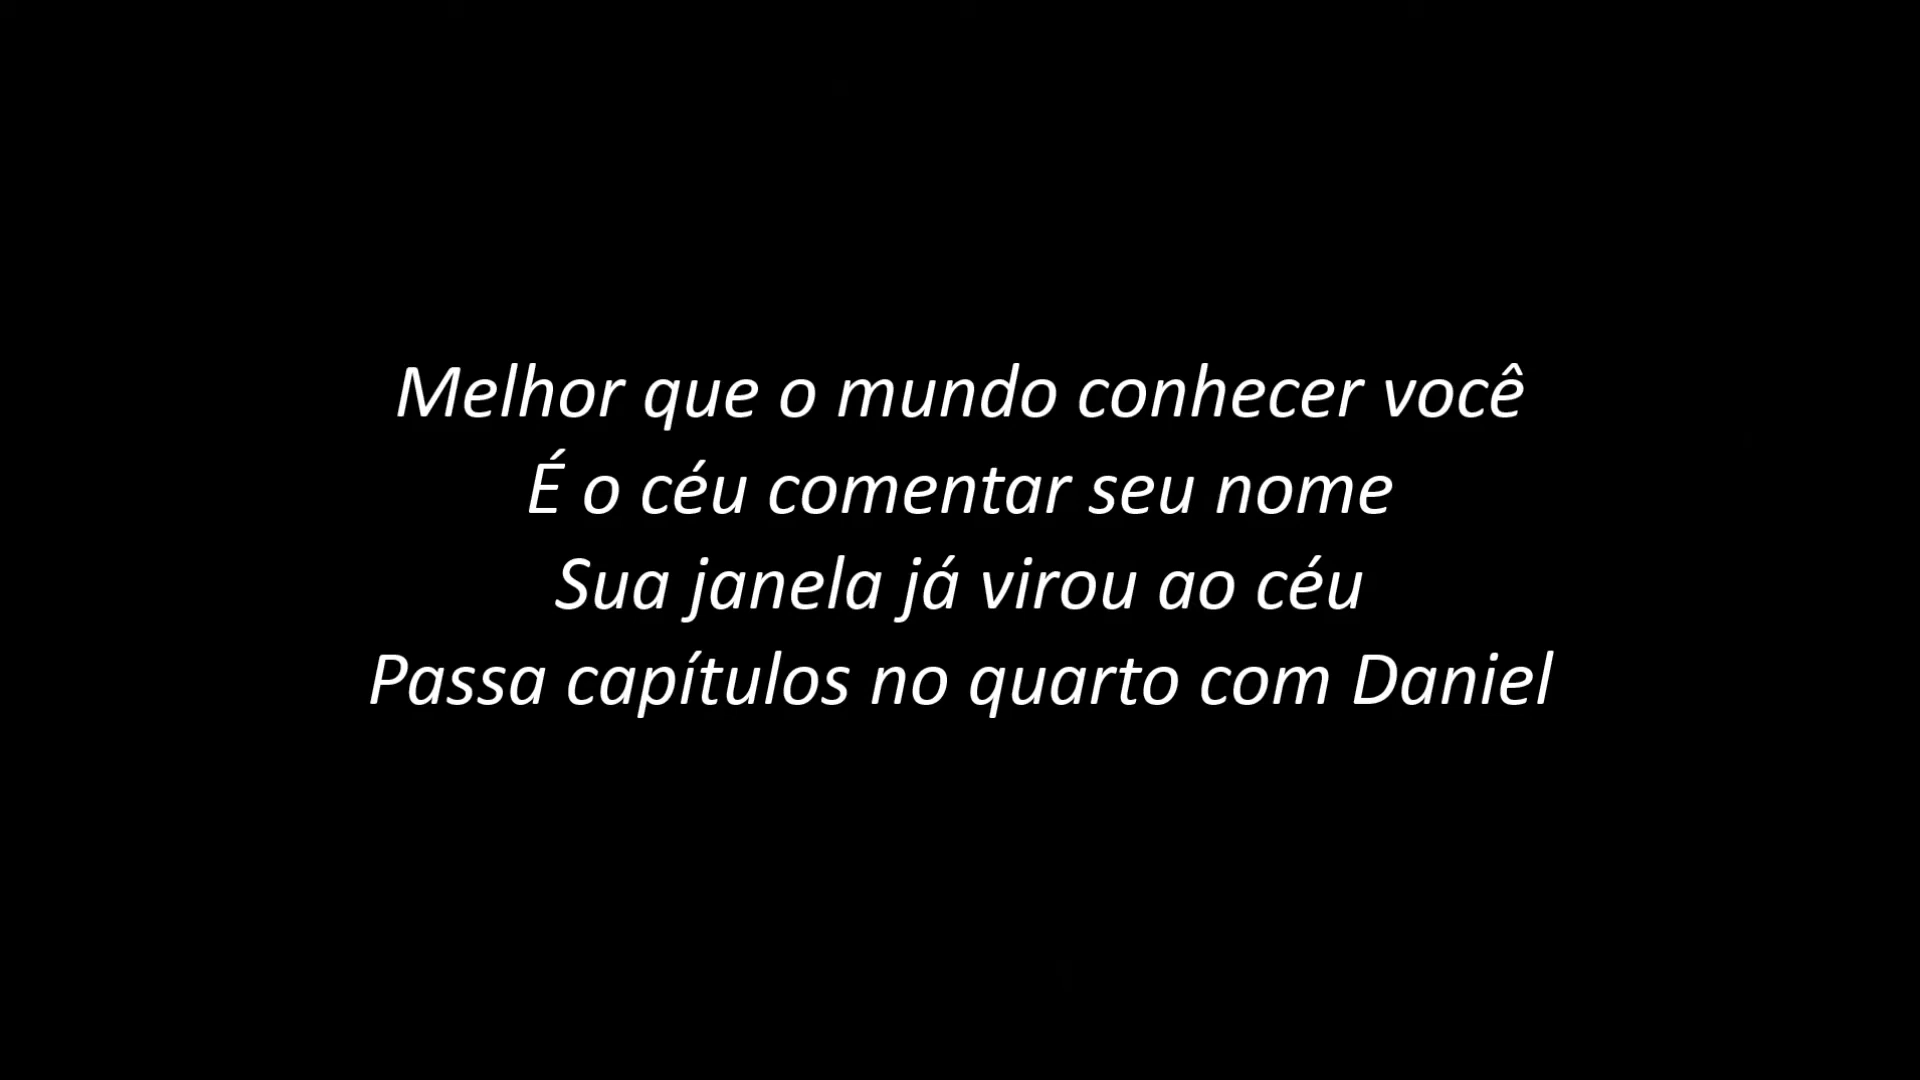 Melhor que o mundo conhecer você
É o céu comentar seu nome
Sua janela já virou ao céu
Passa capítulos no quarto com Daniel